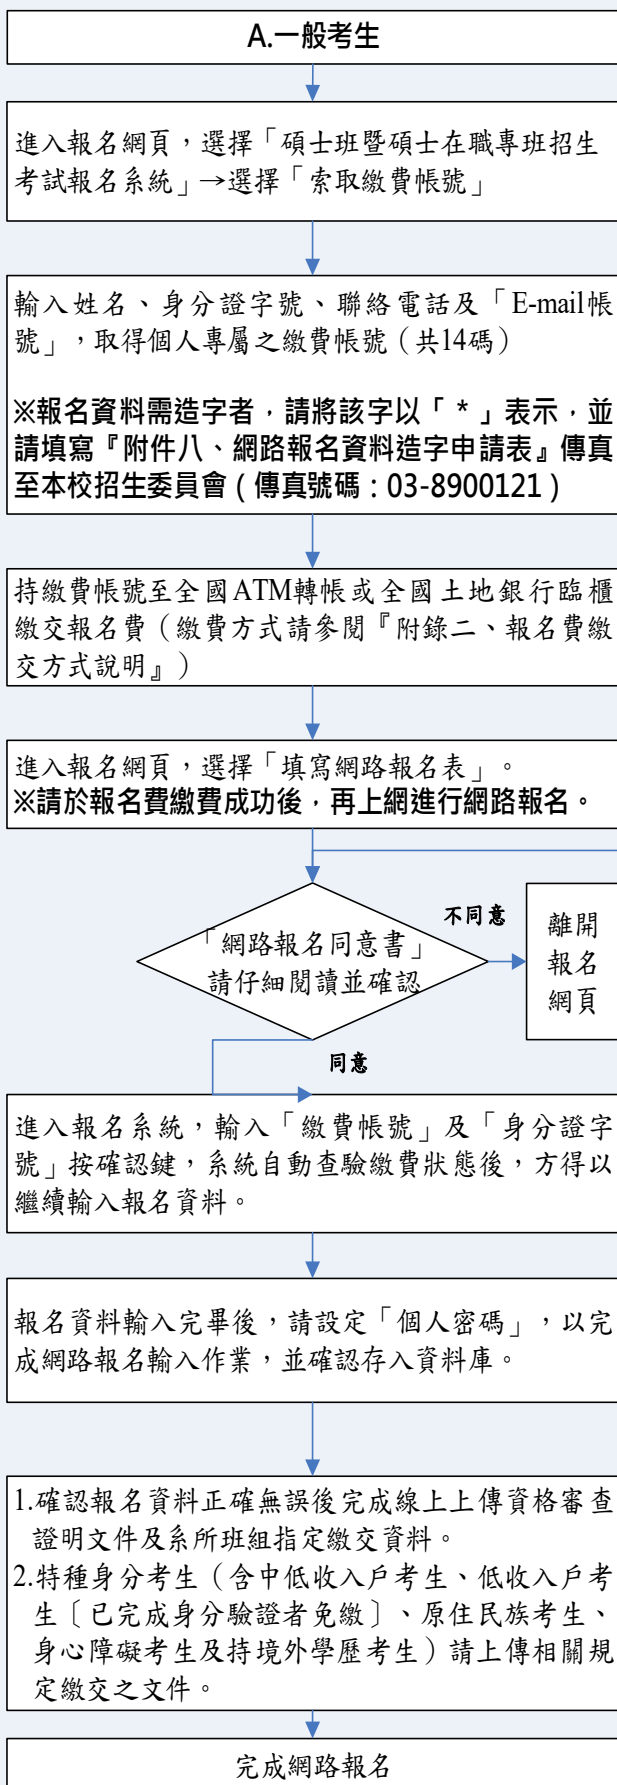 A.一般考生
進入報名網頁，選擇「碩士班暨碩士在職專班招生
考試報名系統」→選擇「索取繳費帳號」
輸入姓名、身分證字號、聯絡電話及「E-mail帳
號」，取得個人專屬之繳費帳號（共14碼）
※報名資料需造字者，請將該字以「 * 」表示，並
請填寫『附件八、網路報名資料造字申請表』傳真
至本校招生委員會（傳真號碼：03-8900121）
持繳費帳號至全國ATM轉帳或全國土地銀行臨櫃
繳交報名費（繳費方式請參閱『附錄二、報名費繳
交方式說明』）
進入報名網頁，選擇「填寫網路報名表」。
※請於報名費繳費成功後，再上網進行網路報名。
「網路報名同意書」
請仔細閱讀並確認
不同意
離開
報名
網頁
同意
進入報名系統，輸入「繳費帳號」及「身分證字
號」按確認鍵，系統自動查驗繳費狀態後，方得以
繼續輸入報名資料。
報名資料輸入完畢後，請設定「個人密碼」，以完
成網路報名輸入作業，並確認存入資料庫。
1.確認報名資料正確無誤後完成線上上傳資格審查
證明文件及系所班組指定繳交資料。
2.特種身分考生（含中低收入戶考生、低收入戶考
生〔已完成身分驗證者免繳〕、原住民族考生、
身心障礙考生及持境外學歷考生）請上傳相關規
定繳交之文件。
完成網路報名